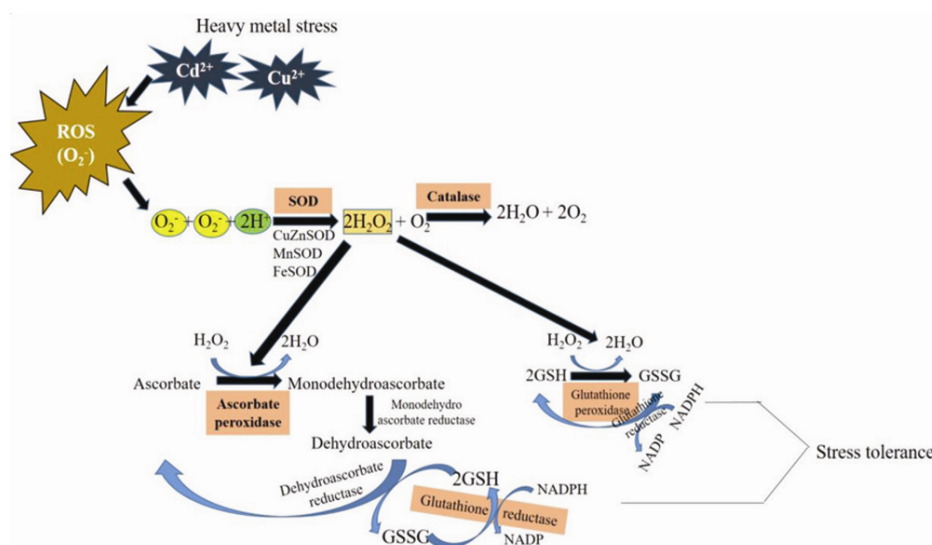 Heavy metal stress
Cd²⁺
Cu²⁺
ROS
(O₂⁻)
O₂⁻ + O₂⁻ + 2H⁺
SOD
CuZnSOD
MnSOD
FeSOD
2H₂O₂ + O₂
Catalase
2H₂O + 2O₂
H₂O₂
2H₂O
Ascorbate
Monodehydroascorbate
Ascorbate
peroxidase
Monodehydro
ascorbate reductase
Dehydroascorbate
Dehydroascorbate
reductase
2GSH
GSSG
Glutathione reductase
NADPH
NADP
H₂O₂
2H₂O
2GSH
GSSG
Glutathione
peroxidase
Glutathione
reductase
NADPH
NADP
Stress tolerance